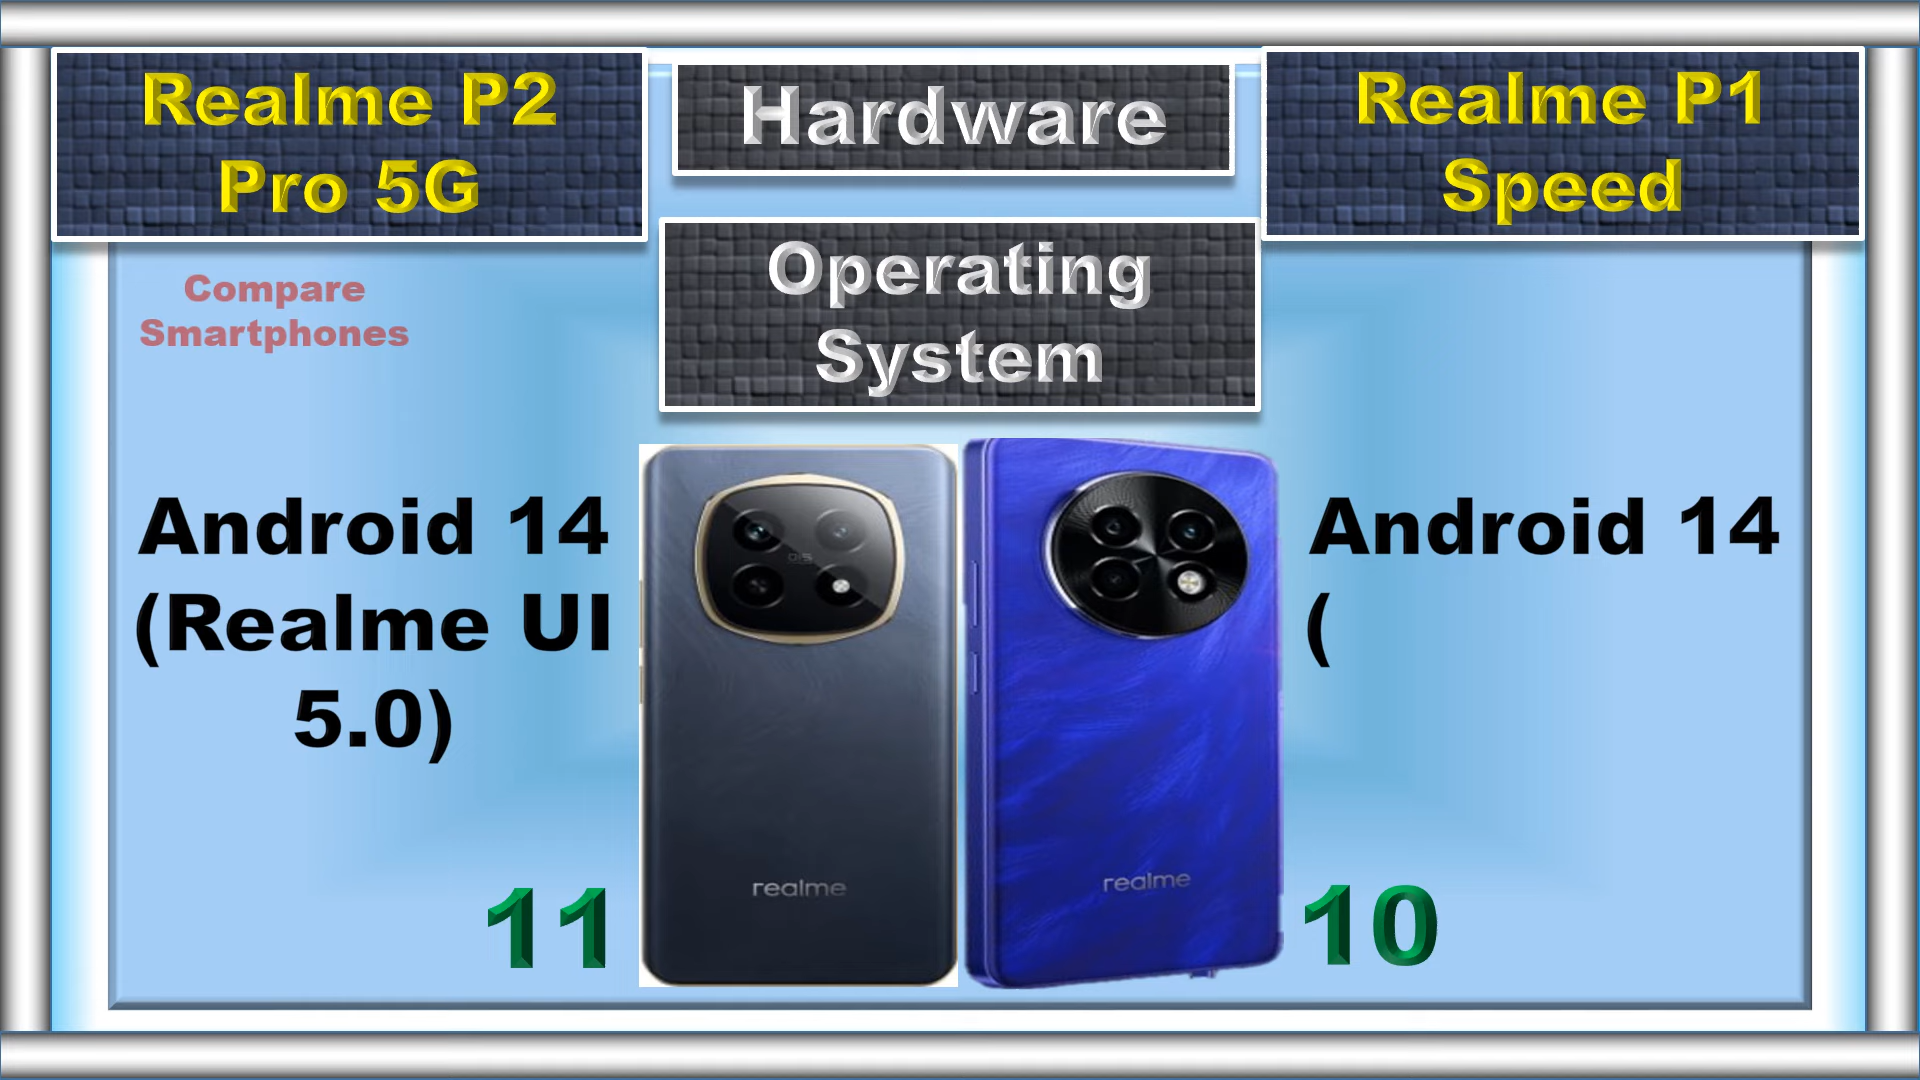 Realme P2
Pro 5G
Hardware
Realme P1
Speed
Operating
System
Compare
Smartphones
Android 14
(Realme UI
5.0)
Android 14
(
OIS
realme
realme
11
10